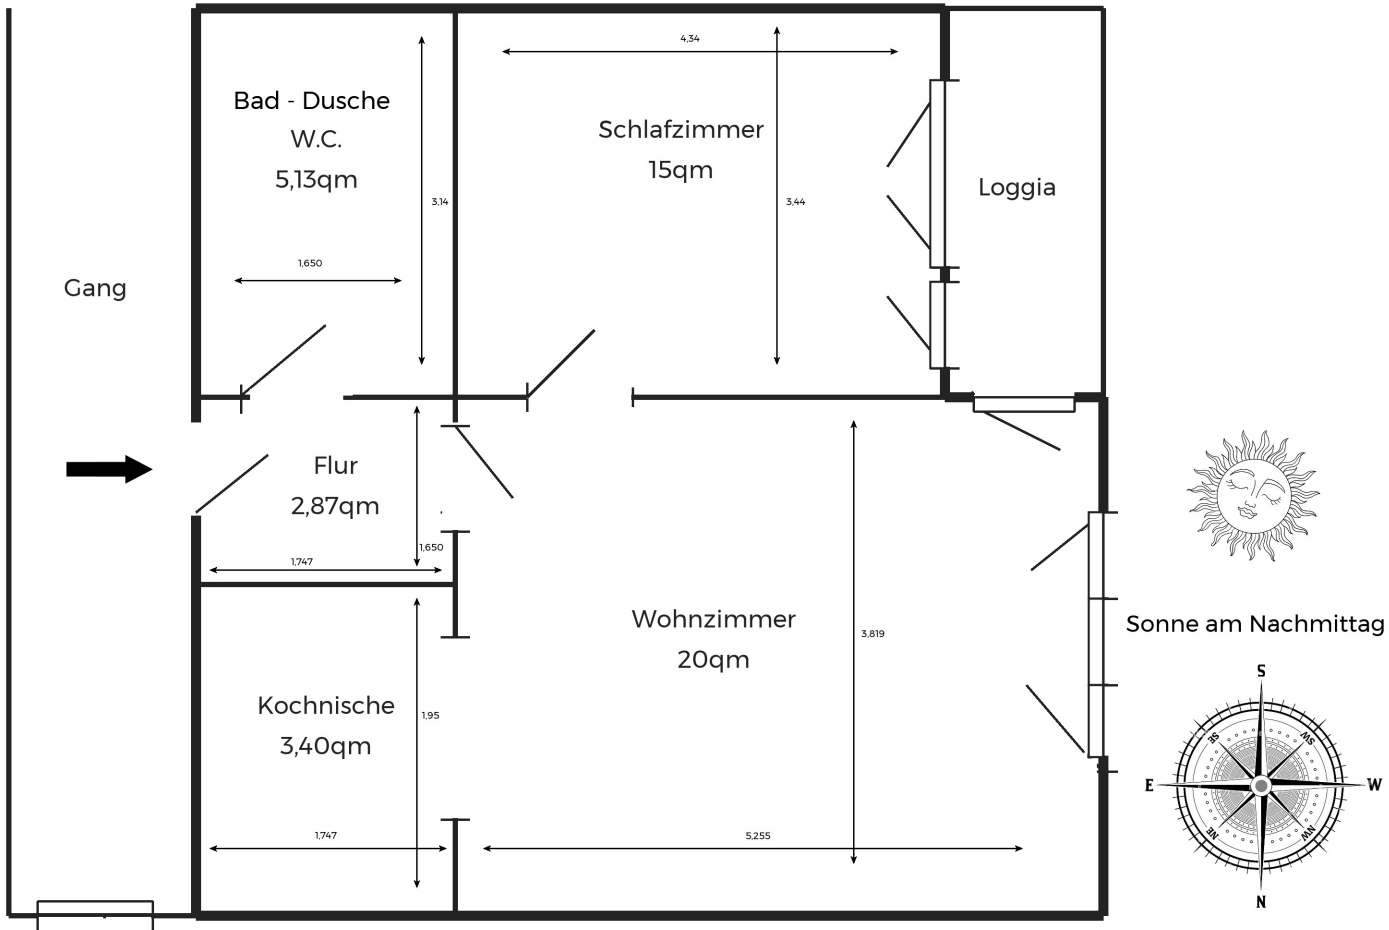 4,34
Bad - Dusche
W.C.
5,13qm
3,14
1,650
Schlafzimmer
15qm
3,44
Loggia
Gang
Flur
2,87qm
1,650
1,747
Wohnzimmer
20qm
3,819
5,255
Kochnische
3,40qm
1,95
1,747
Sonne am Nachmittag
S
SE
SW
E
W
NE
NW
N